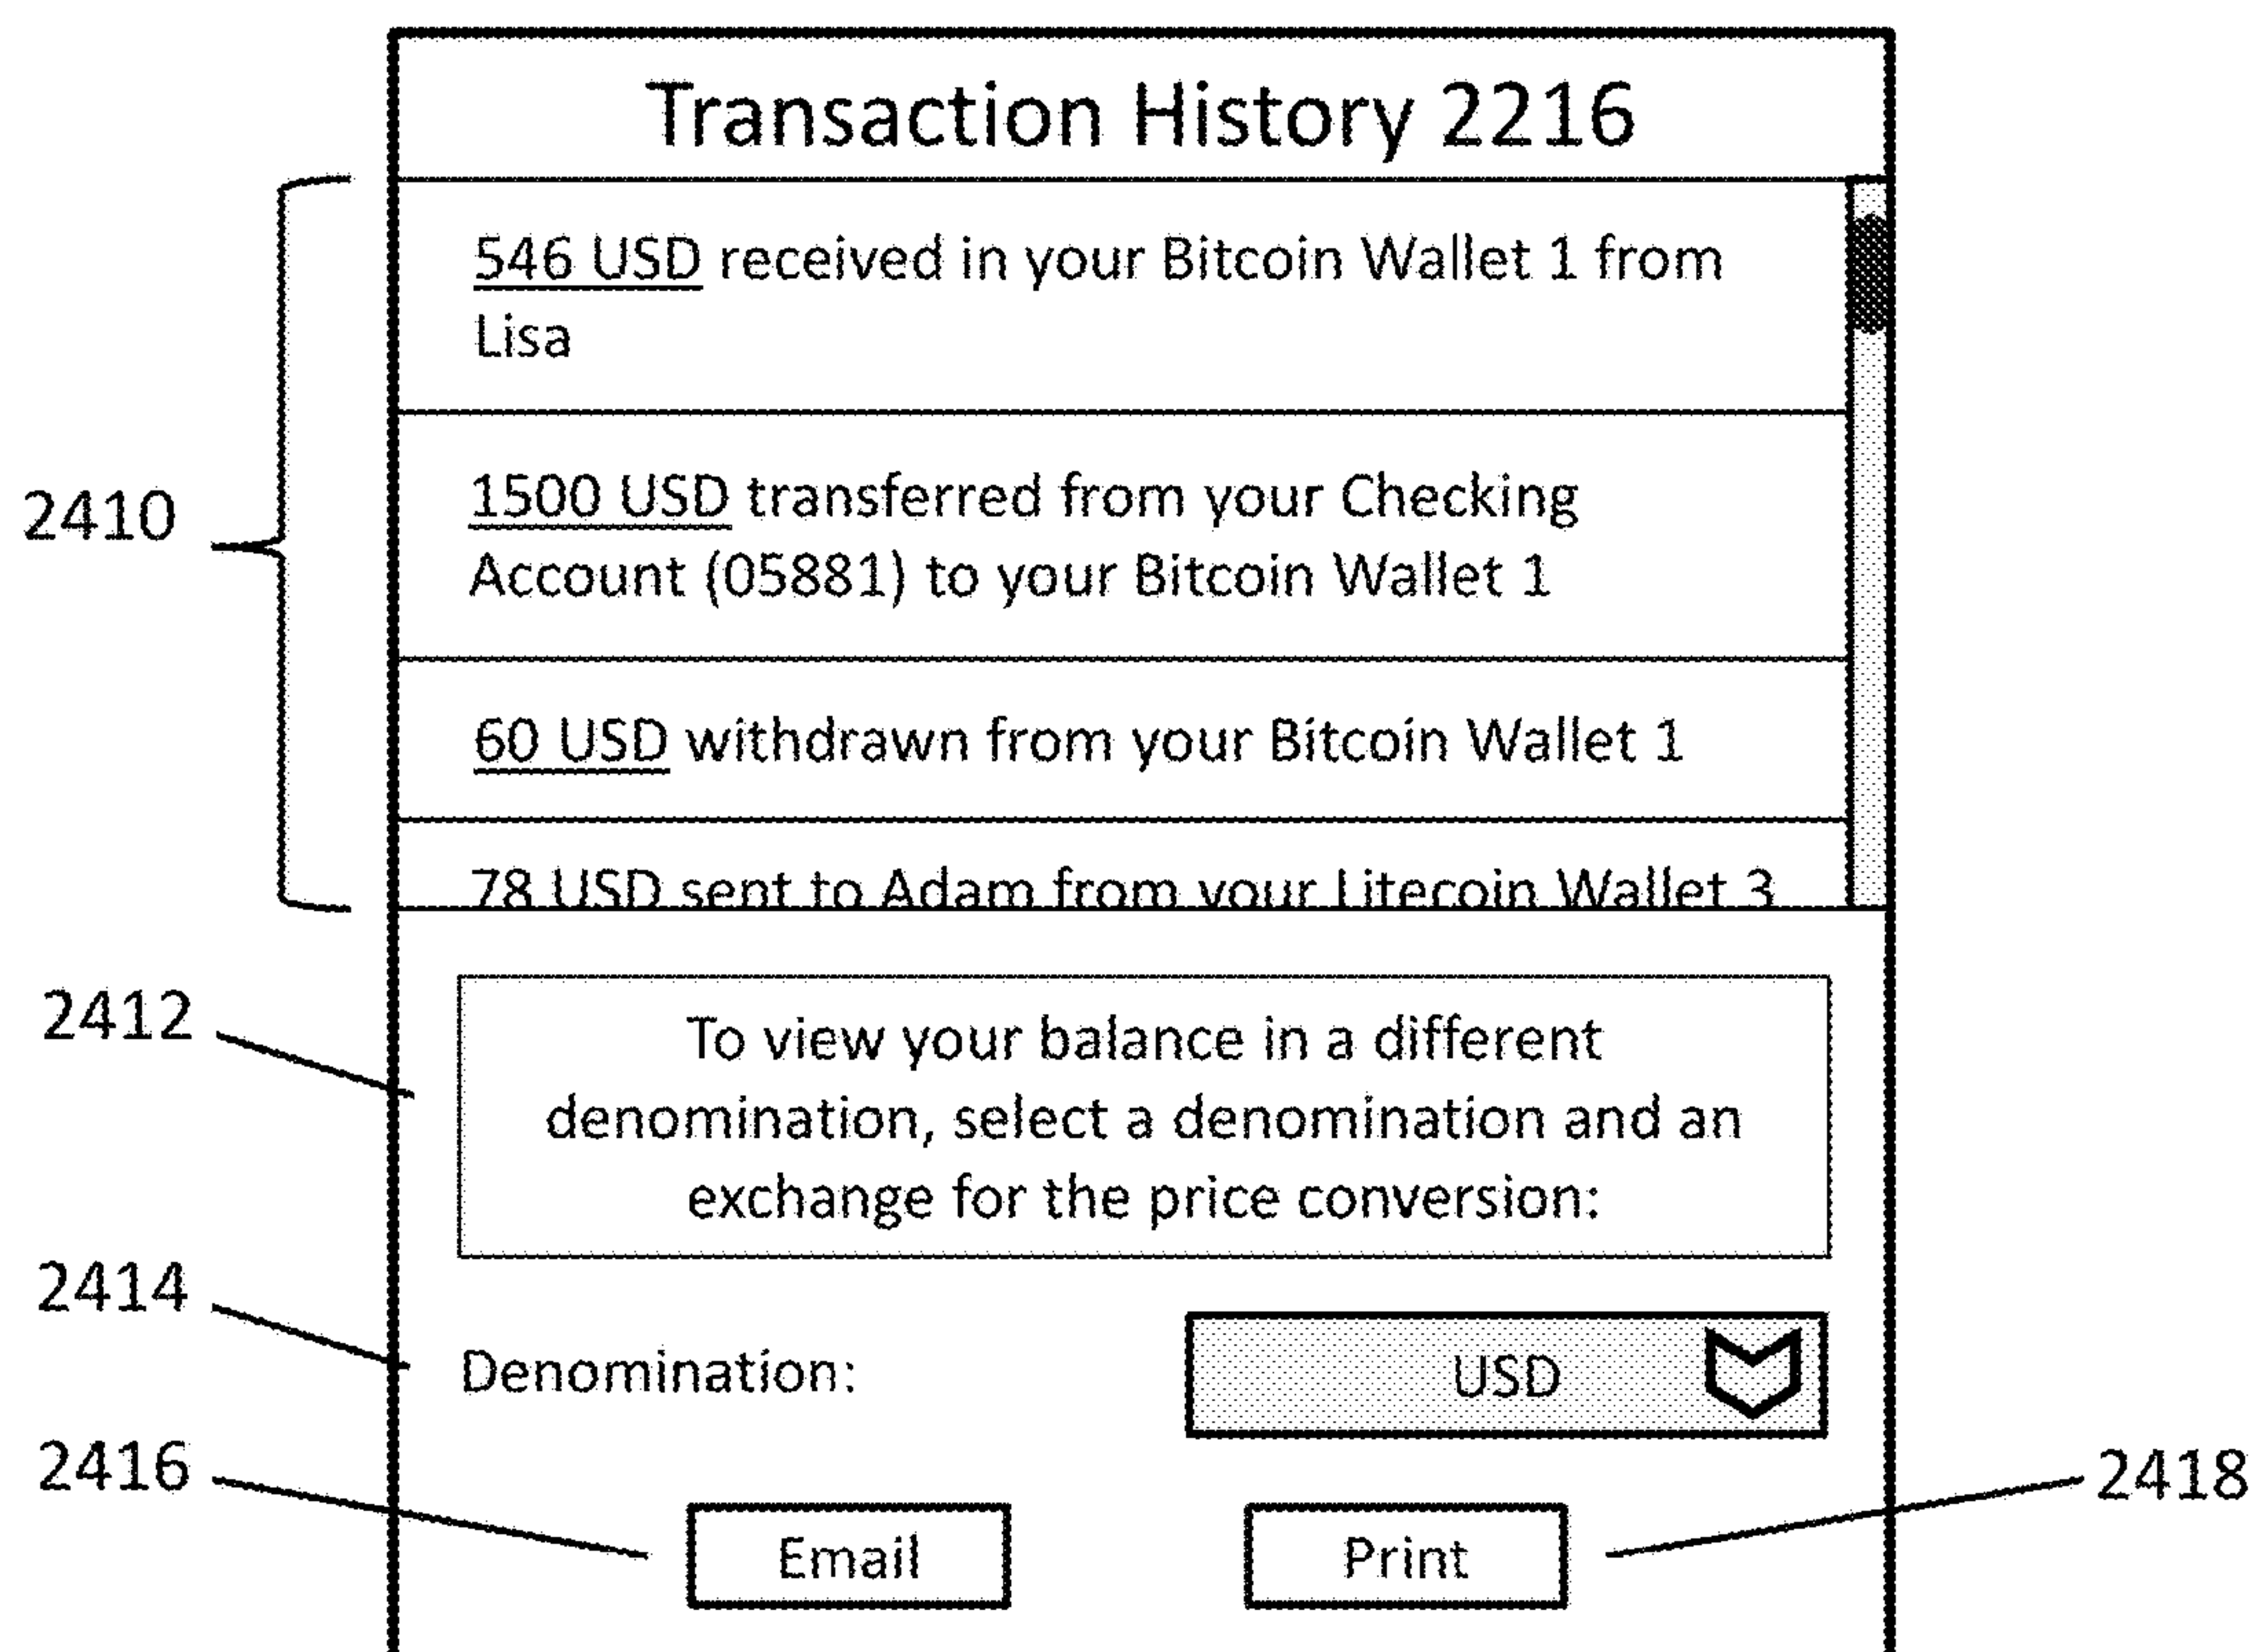 Transaction History 2216
546 USD received in your Bitcoin Wallet 1 from
Lisa
2410
1500 USD transferred from your Checking
Account (05881) to your Bitcoin Wallet 1
60 USD withdrawn from your Bitcoin Wallet 1
78 USD sent to Adam from your Litecoin Wallet 3
2412
To view your balance in a different
denomination, select a denomination and an
exchange for the price conversion:
2414
Denomination:
USD
2416
2418
Email
Print